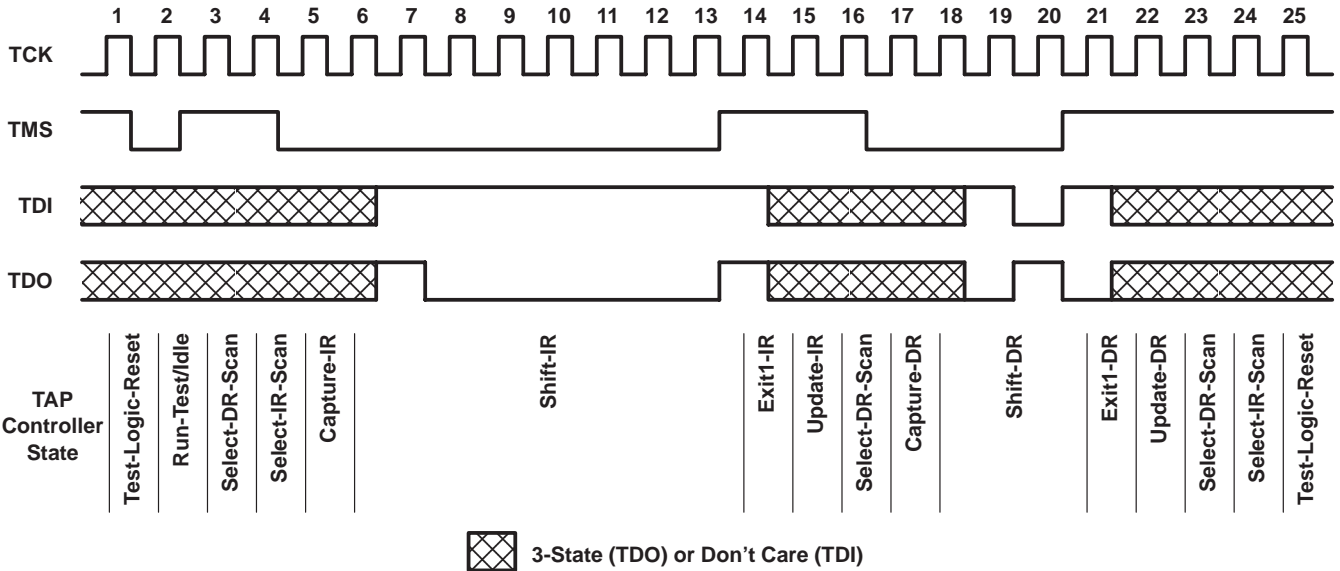 1 2 3 4 5 6 7 8 9 10 11 12 13 14 15 16 17 18 19 20 21 22 23 24 25
TCK
TMS
TDI
TDO
TAP
Controller
State
Test-Logic-Reset
Run-Test/Idle
Select-DR-Scan
Select-IR-Scan
Capture-IR
Shift-IR
Exit1-IR
Update-IR
Select-DR-Scan
Capture-DR
Shift-DR
Exit1-DR
Update-DR
Select-DR-Scan
Select-IR-Scan
Test-Logic-Reset
3-State (TDO) or Don't Care (TDI)